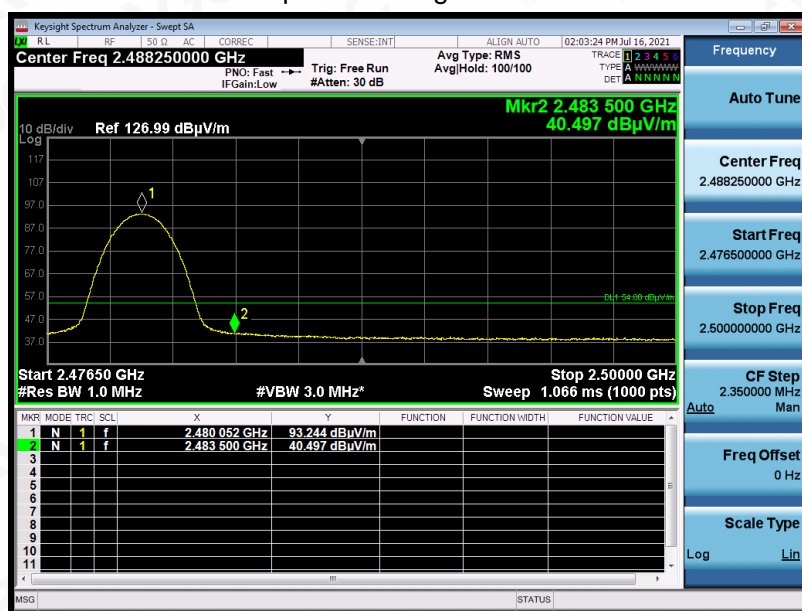 Keysight Spectrum Analyzer - Swept SA
LXI RL RF 50 Ω AC CORREC SENSE:INT ALIGN AUTO 02:03:24 PM Jul 16, 2021
Center Freq 2.488250000 GHz
PNO: Fast
IFGain:Low
Trig: Free Run
#Atten: 30 dB
Avg Type: RMS
Avg|Hold: 100/100
TRACE 1 2 3 4 5 6
TYPE A WWWWW
DET A N N N N N
Mkr2 2.483 500 GHz
40.497 dBµV/m
10 dB/div Ref 126.99 dBµV/m
Log
117
107
97.0
87.0
77.0
67.0
57.0
47.0
37.0
1
2
DL1 54.00 dBµV/m
Start 2.47650 GHz Stop 2.50000 GHz
#Res BW 1.0 MHz #VBW 3.0 MHz* Sweep 1.066 ms (1000 pts)
MKR MODE TRC SCL X Y FUNCTION FUNCTION WIDTH FUNCTION VALUE
1 N 1 f 2.480 052 GHz 93.244 dBµV/m
2 N 1 f 2.483 500 GHz 40.497 dBµV/m
3
4
5
6
7
8
9
10
11
MSG STATUS
Frequency
Auto Tune
Center Freq
2.488250000 GHz
Start Freq
2.476500000 GHz
Stop Freq
2.500000000 GHz
CF Step
2.350000 MHz
Auto Man
Freq Offset
0 Hz
Scale Type
Log Lin